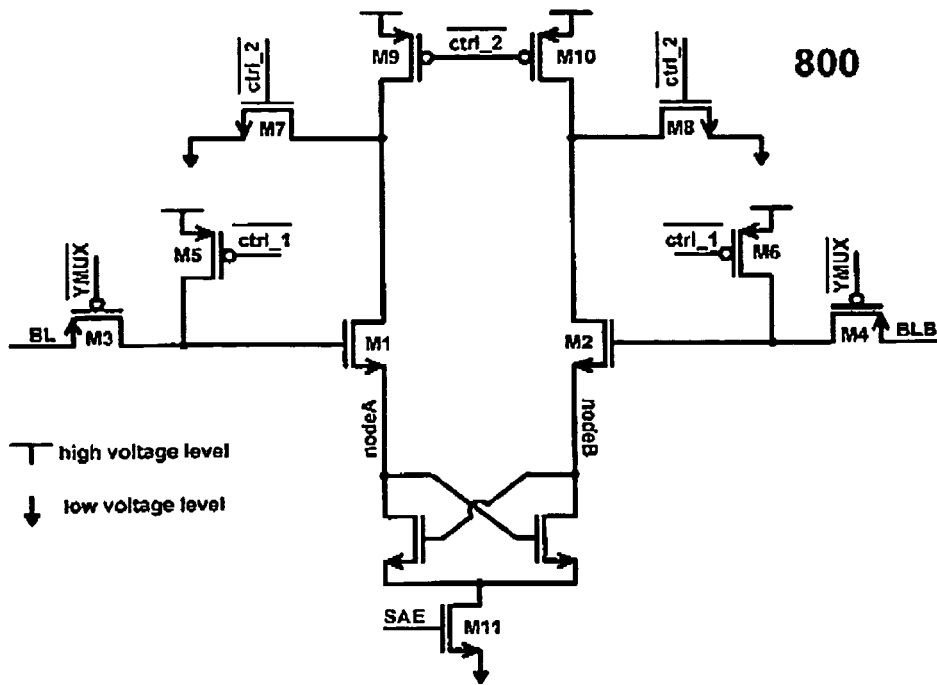 M9
ctrl_2
M10
800
ctrl_2
ctrl_2
M7
M8
M5
ctrl_1
ctrl_1
M6
YMUX
YMUX
BL
M3
M1
M2
M4
BLB
nodeA
nodeB
high voltage level
low voltage level
SAE
M11